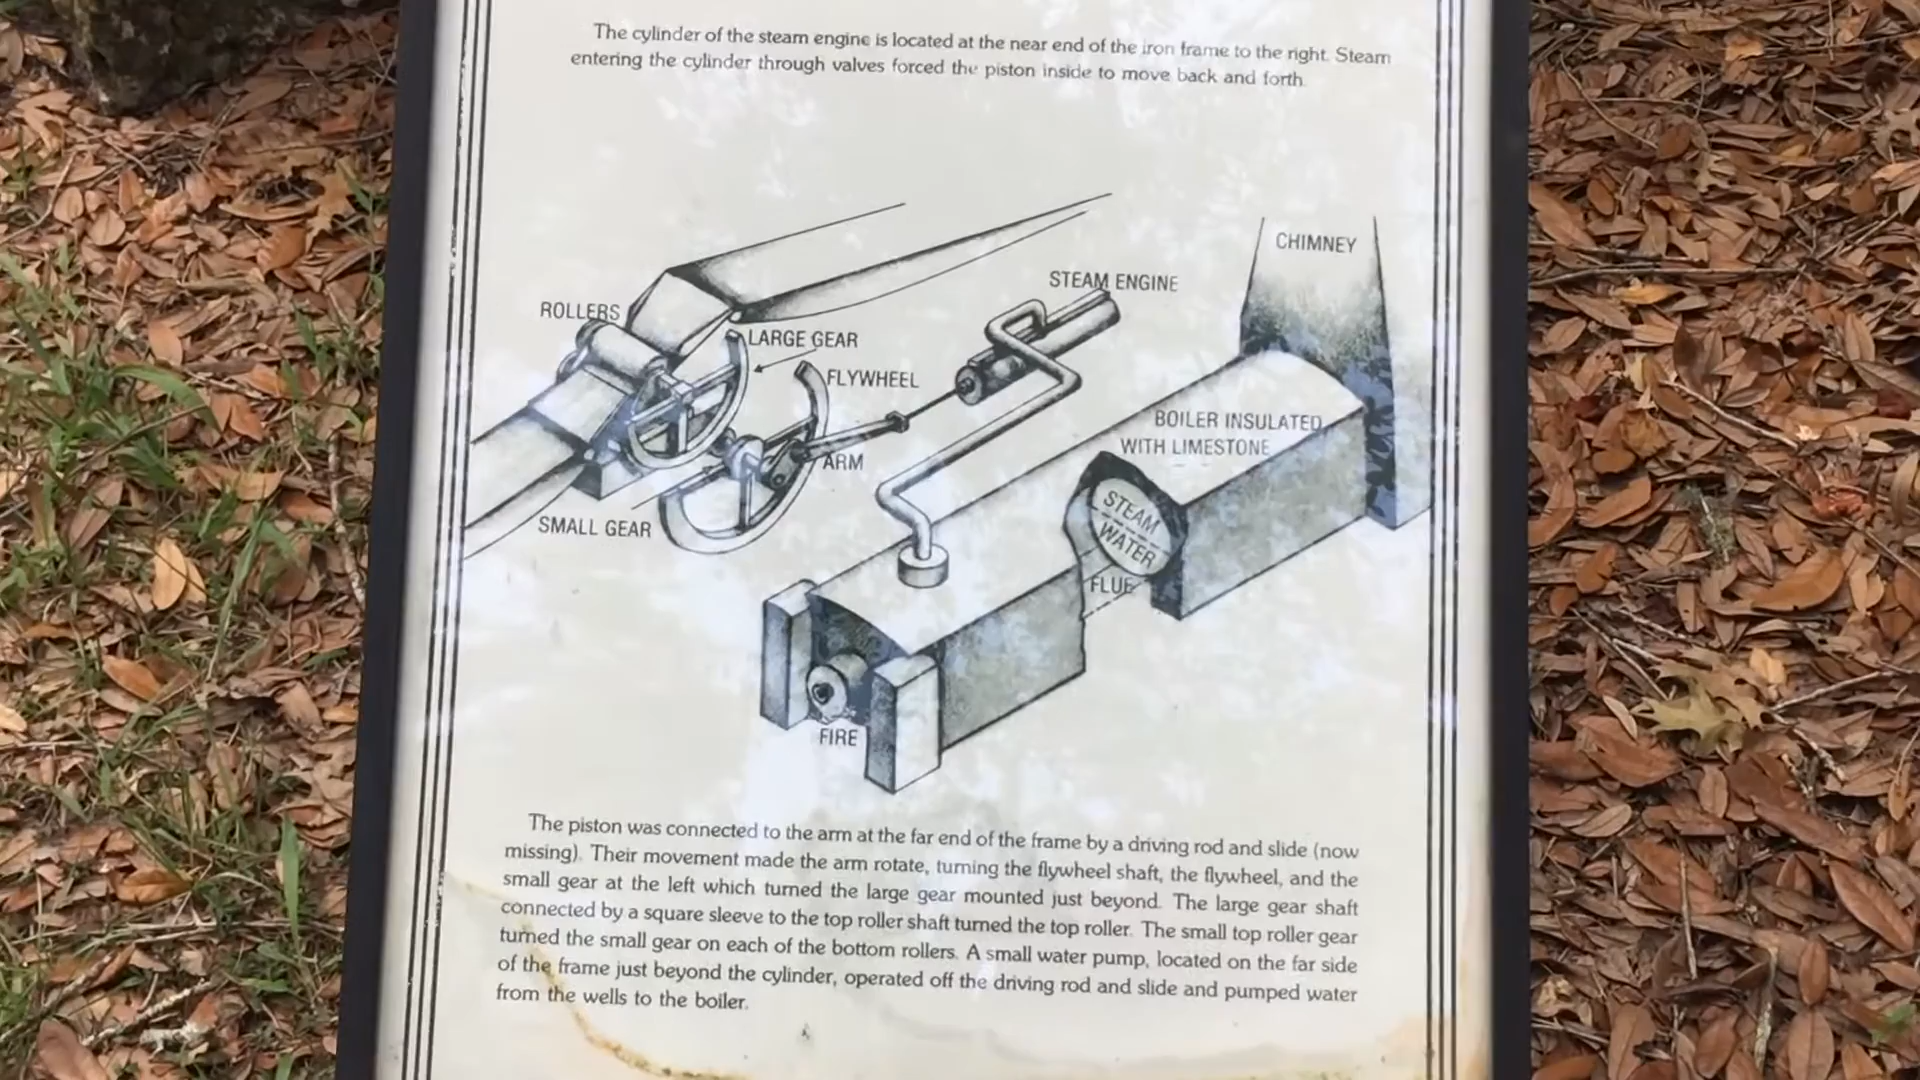 The cylinder of the steam engine is located at the near end of the iron frame to the right. Steam
entering the cylinder through valves forced the piston inside to move back and forth.
CHIMNEY
STEAM ENGINE
ROLLERS
LARGE GEAR
FLYWHEEL
BOILER INSULATED
WITH LIMESTONE
ARM
SMALL GEAR
STEAM
WATER
FLUE
FIRE
The piston was connected to the arm at the far end of the frame by a driving rod and slide (now
missing). Their movement made the arm rotate, turning the flywheel shaft, the flywheel, and the
small gear at the left which turned the large gear mounted just beyond. The large gear shaft
connected by a square sleeve to the top roller shaft turned the top roller. The small top roller gear
turned the small gear on each of the bottom rollers. A small water pump, located on the far side
of the frame just beyond the cylinder, operated off the driving rod and slide and pumped water
from the wells to the boiler.